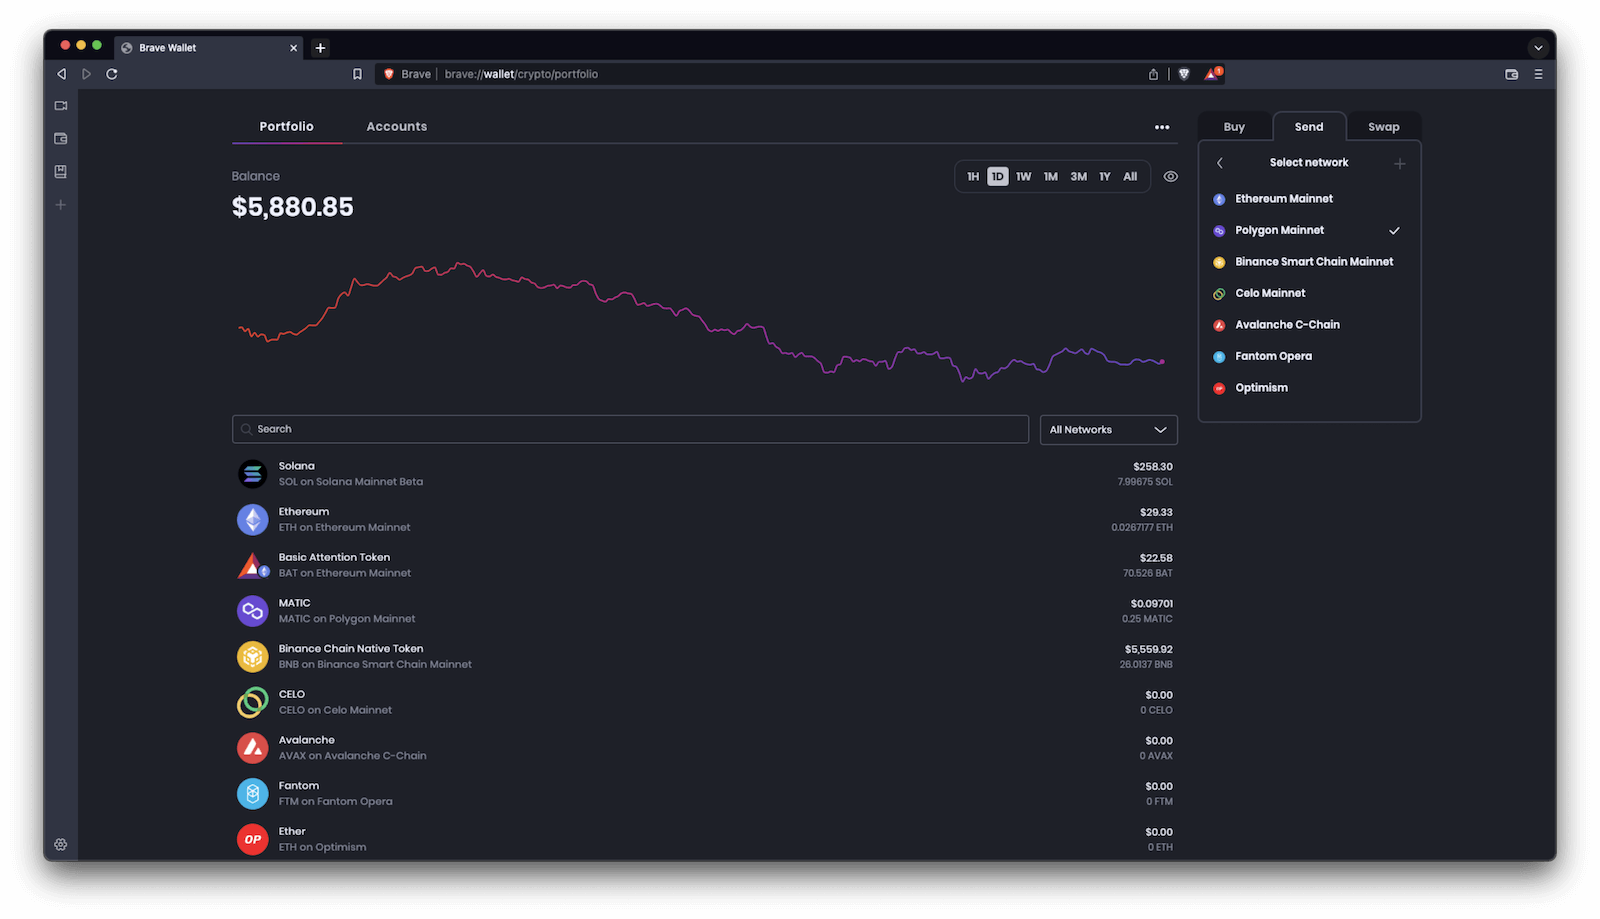 Brave Wallet
Brave | brave://wallet/crypto/portfolio
1
Portfolio
Accounts
Balance
$5,880.85
1H 1D 1W 1M 3M 1Y All
Buy Send Swap
Select network
Ethereum Mainnet
Polygon Mainnet
Binance Smart Chain Mainnet
Celo Mainnet
Avalanche C-Chain
Fantom Opera
OP Optimism
Search
All Networks
Solana
$258.30
SOL on Solana Mainnet Beta
7.99675 SOL
Ethereum
$29.33
ETH on Ethereum Mainnet
0.0267177 ETH
Basic Attention Token
$22.58
BAT on Ethereum Mainnet
70.526 BAT
MATIC
$0.09701
MATIC on Polygon Mainnet
0.25 MATIC
Binance Chain Native Token
$5,559.92
BNB on Binance Smart Chain Mainnet
26.0137 BNB
CELO
$0.00
CELO on Celo Mainnet
0 CELO
Avalanche
$0.00
AVAX on Avalanche C-Chain
0 AVAX
Fantom
$0.00
FTM on Fantom Opera
0 FTM
OP
Ether
$0.00
ETH on Optimism
0 ETH